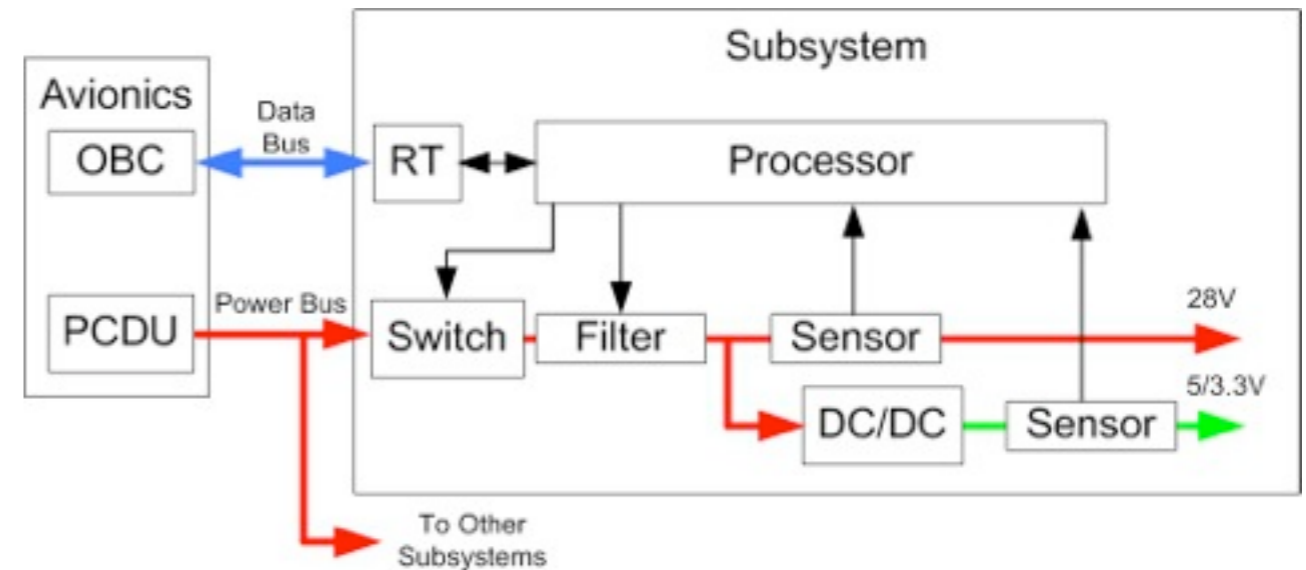 Subsystem
Avionics
Data
Bus
OBC
RT
Processor
Power Bus
28V
PCDU
Switch
Filter
Sensor
5/3.3V
DC/DC
Sensor
To Other
Subsystems